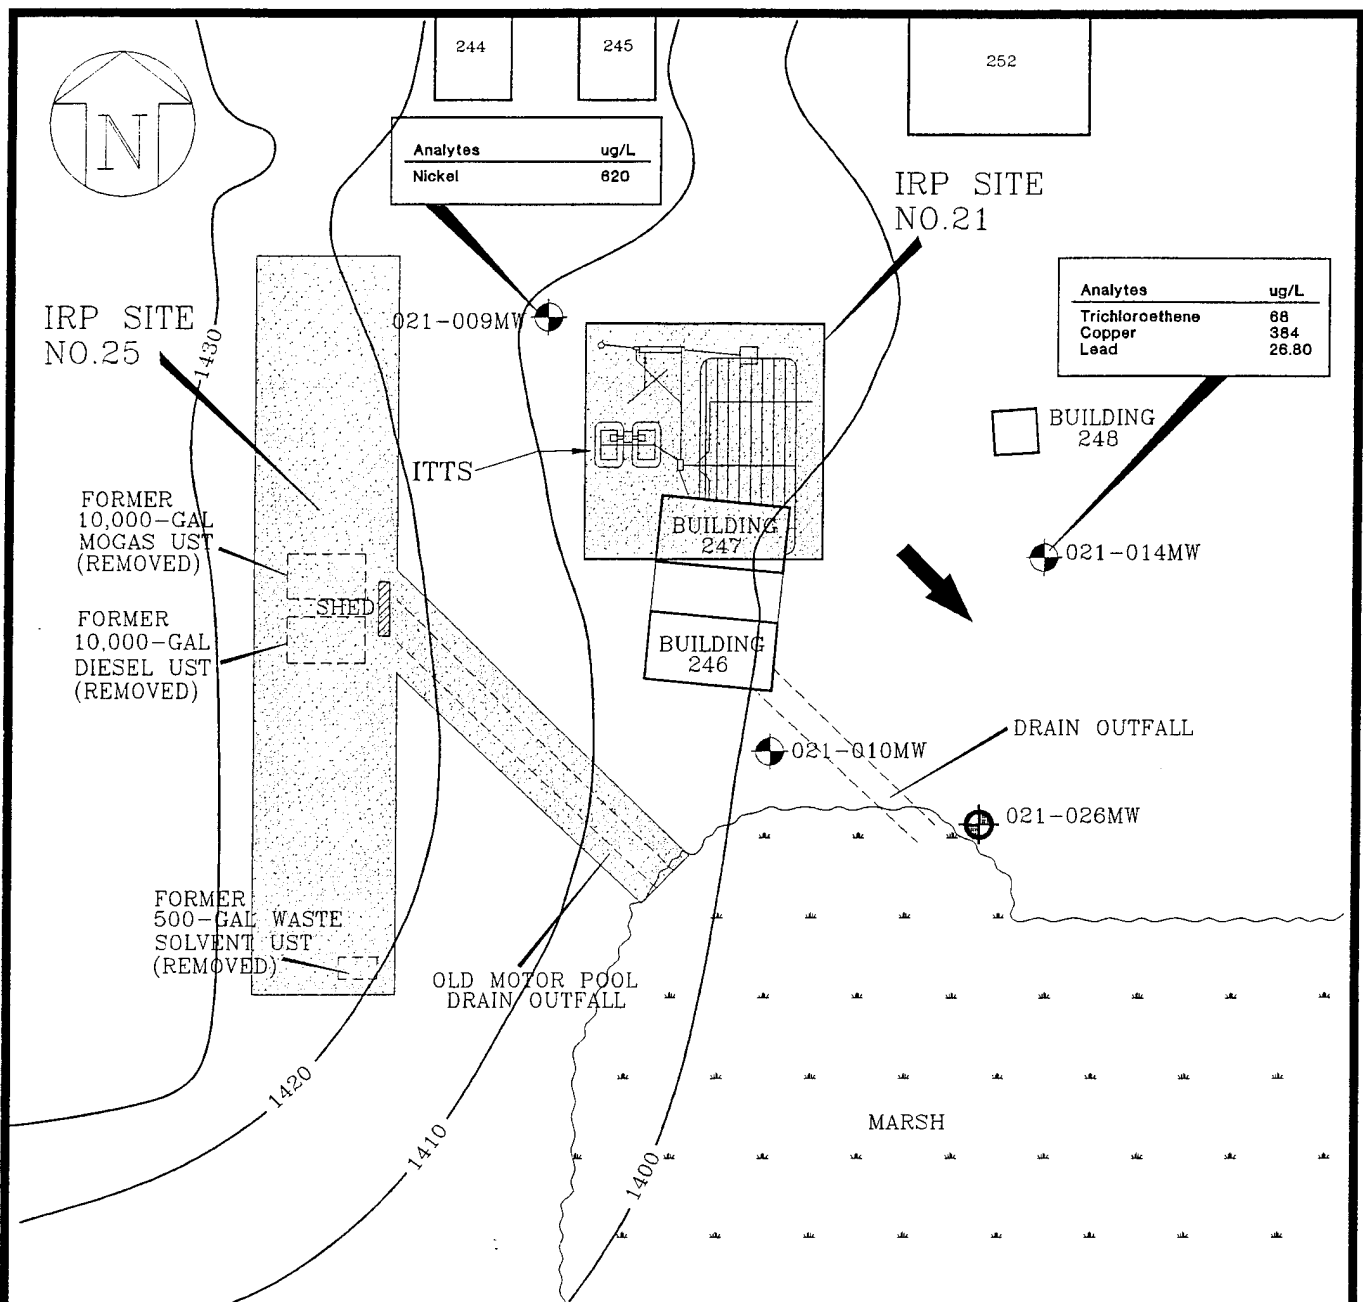 244
245
252
N
Analytes ug/L
Nickel 620
IRP SITE
NO.21
Analytes ug/L
Trichloroethene 68
Copper 384
Lead 26.80
IRP SITE
NO.25
1430
021-009MW
BUILDING
248
ITTS
FORMER
10,000-GAL
MOGAS UST
(REMOVED)
BUILDING
247
021-014MW
SHED
FORMER
10,000-GAL
DIESEL UST
(REMOVED)
BUILDING
246
DRAIN OUTFALL
021-010MW
021-026MW
FORMER
500-GAL WASTE
SOLVENT UST
(REMOVED)
OLD MOTOR POOL
DRAIN OUTFALL
1420
1410
1400
MARSH